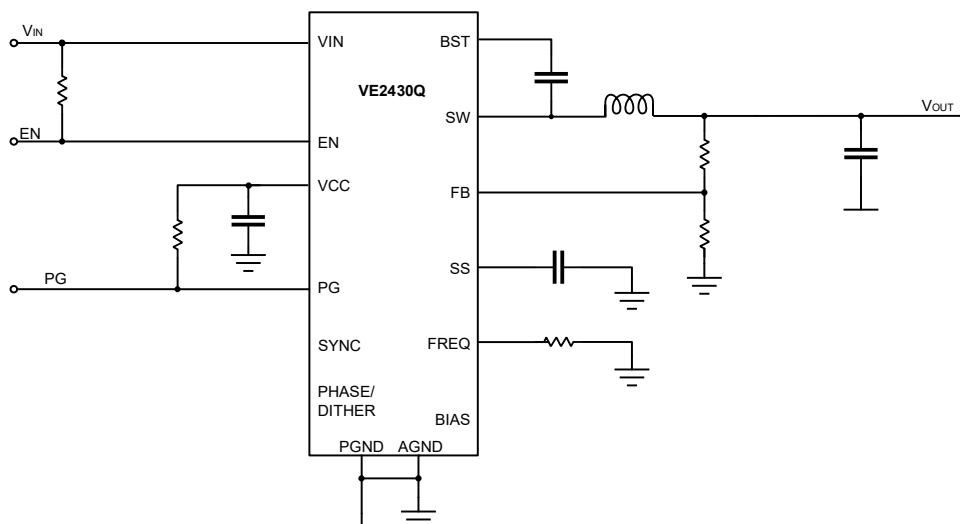 VIN
VIN
BST
VE2430Q
SW
VOUT
EN
EN
VCC
FB
SS
PG
PG
SYNC
FREQ
PHASE/
DITHER
BIAS
PGND
AGND